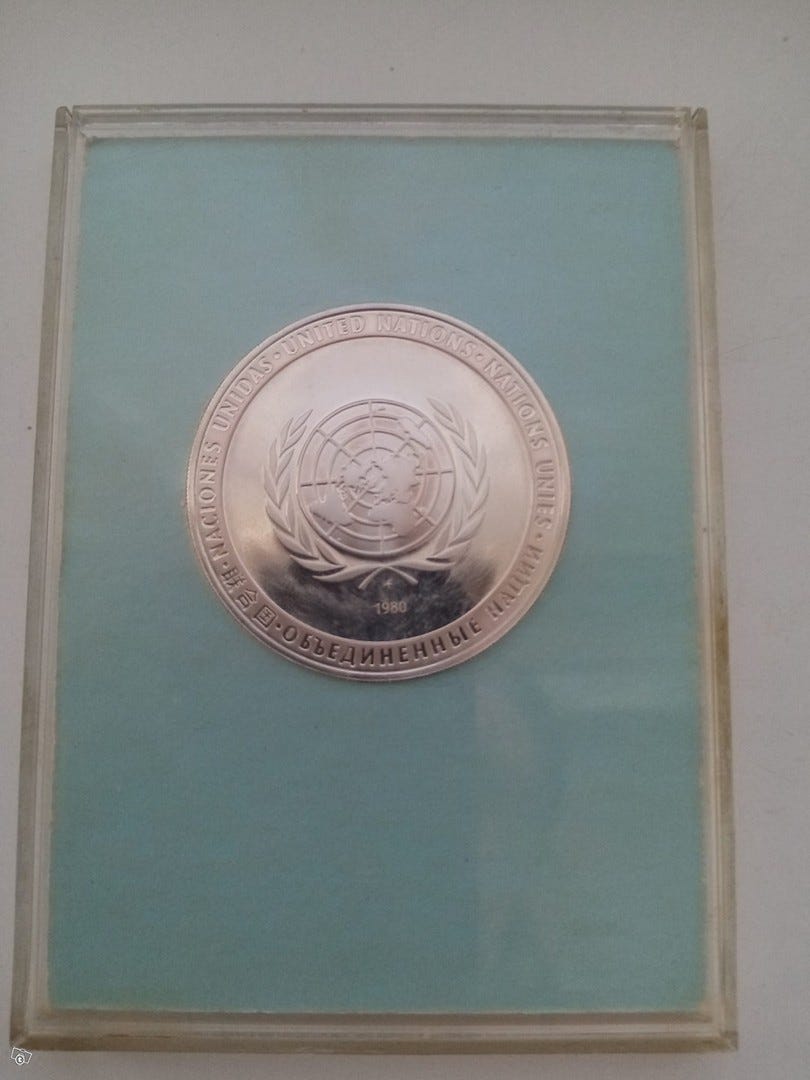 UNITED NATIONS · NATIONS UNIES · ОБЪЕДИНЕННЫЕ НАЦИИ · 联合国 · NACIONES UNIDAS ·
1980